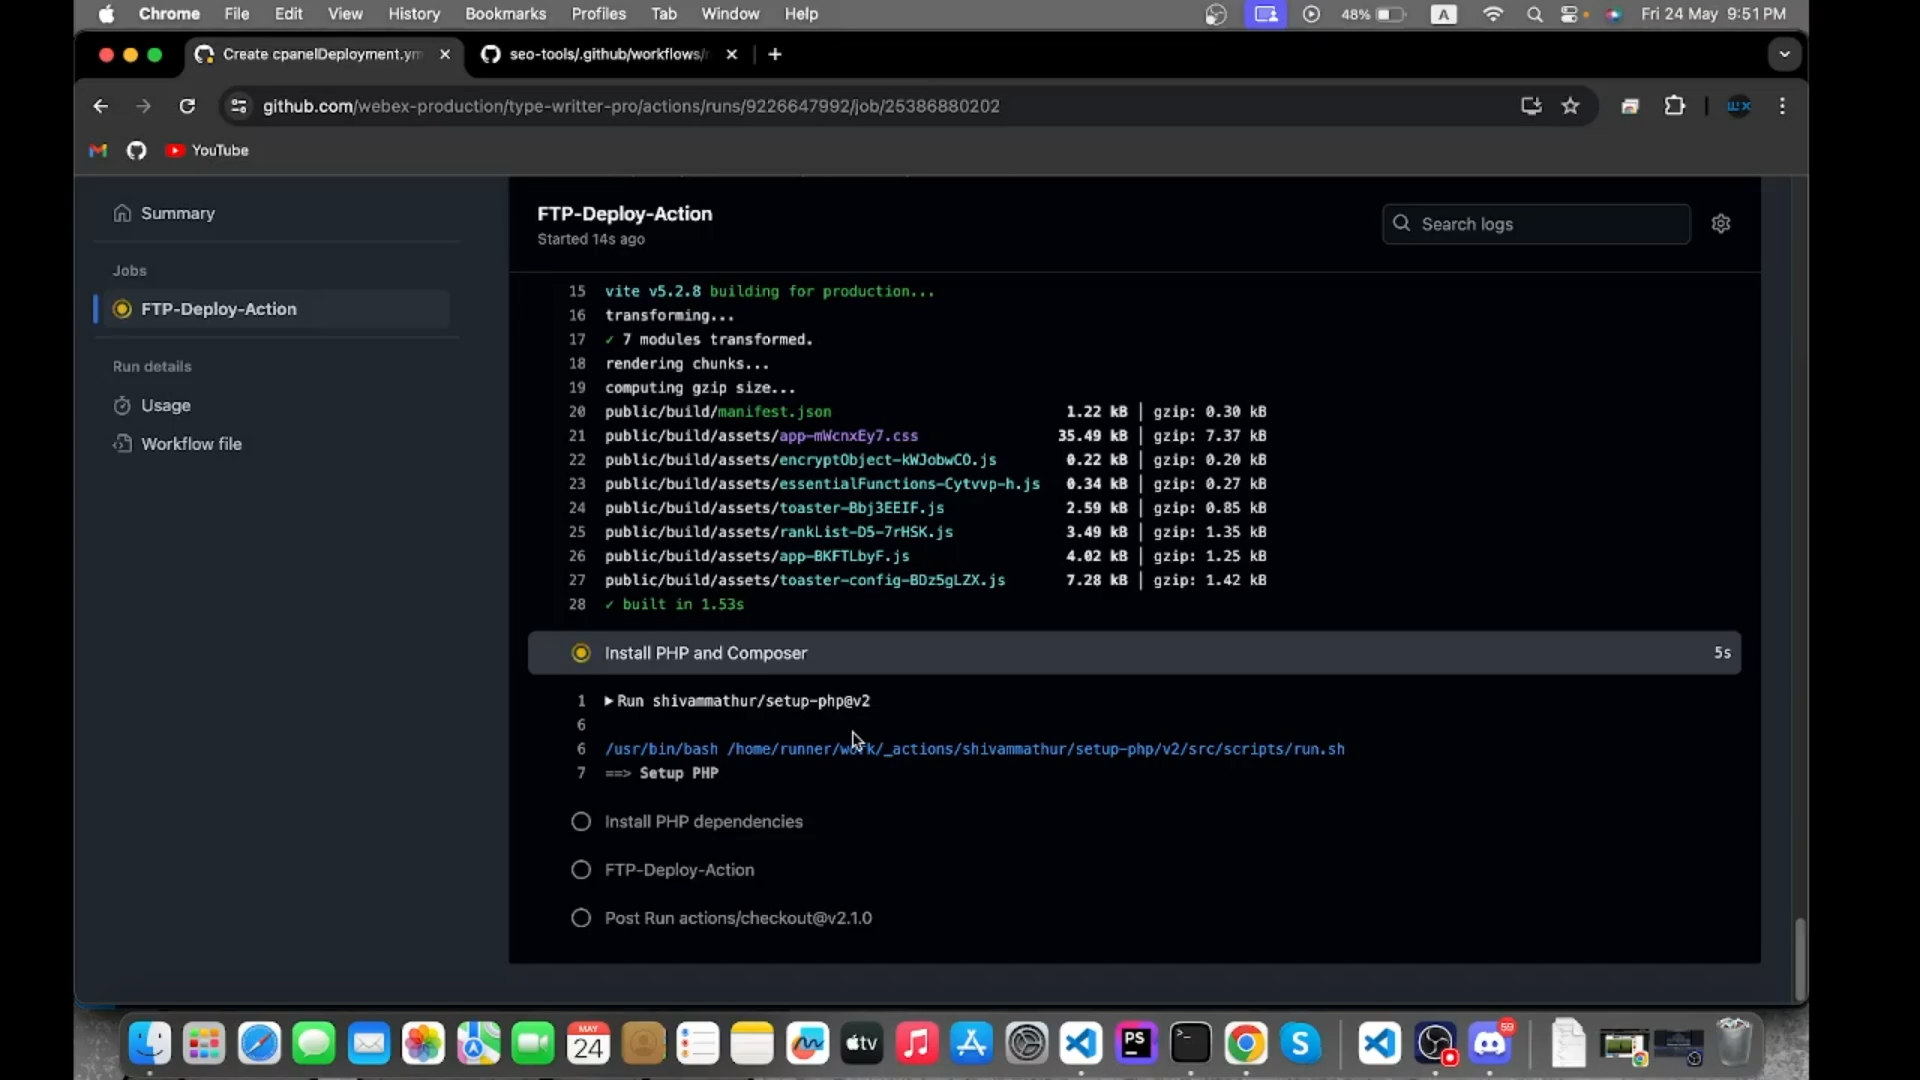 Chrome File Edit View History Bookmarks Profiles Tab Window Help 48% A Fri 24 May 9:51 PM
Create cpanelDeployment.ym seo-tools/.github/workflows/
github.com/webex-production/type-writter-pro/actions/runs/9226647992/job/25386880202
YouTube
Summary
Jobs
FTP-Deploy-Action
Run details
Usage
Workflow file
FTP-Deploy-Action
Started 14s ago
Search logs
15 vite v5.2.8 building for production...
16 transforming...
17 ✓ 7 modules transformed.
18 rendering chunks...
19 computing gzip size...
20 public/build/manifest.json 1.22 kB │ gzip: 0.30 kB
21 public/build/assets/app-mWcnxEy7.css 35.49 kB │ gzip: 7.37 kB
22 public/build/assets/encryptObject-kWJobwCO.js 0.22 kB │ gzip: 0.20 kB
23 public/build/assets/essentialFunctions-Cytvvp-h.js 0.34 kB │ gzip: 0.27 kB
24 public/build/assets/toaster-Bbj3EEIF.js 2.59 kB │ gzip: 0.85 kB
25 public/build/assets/rankList-D5-7rHSK.js 3.49 kB │ gzip: 1.35 kB
26 public/build/assets/app-BKFTLbyF.js 4.02 kB │ gzip: 1.25 kB
27 public/build/assets/toaster-config-BDz5gLZX.js 7.28 kB │ gzip: 1.42 kB
28 ✓ built in 1.53s
Install PHP and Composer 5s
1 ▶ Run shivammathur/setup-php@v2
6
6 /usr/bin/bash /home/runner/work/_actions/shivammathur/setup-php/v2/src/scripts/run.sh
7 ==> Setup PHP
Install PHP dependencies
FTP-Deploy-Action
Post Run actions/checkout@v2.1.0
MAY
24
tv
PS
59